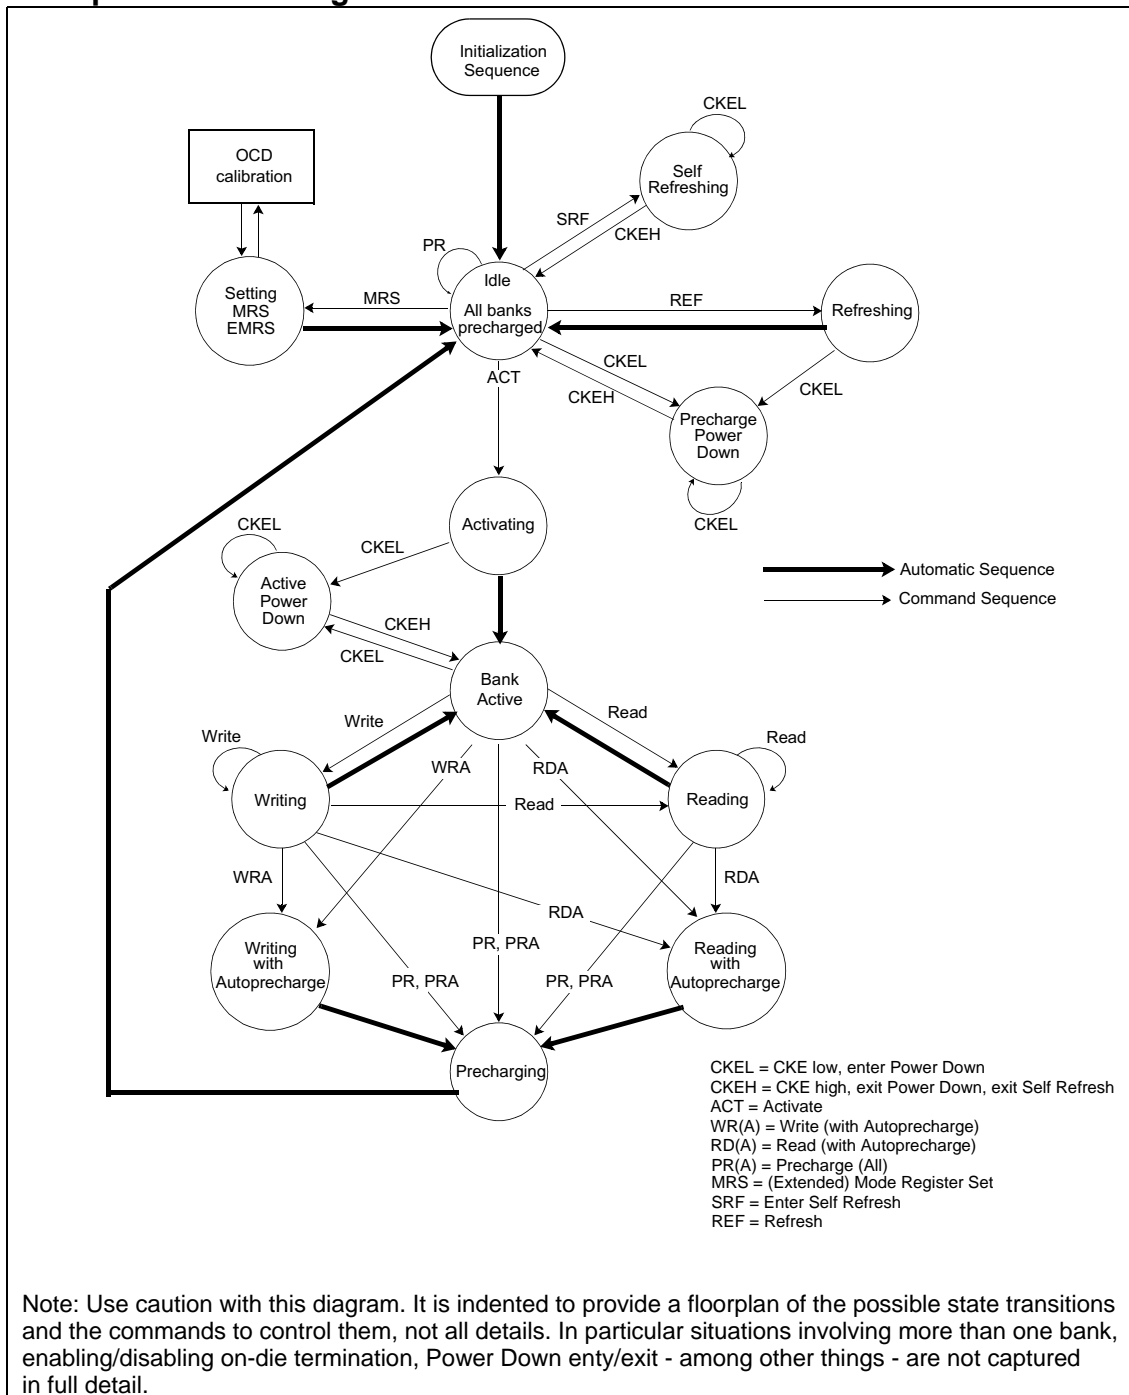 Initialization
Sequence
CKEL
OCD
calibration
Self
Refreshing
SRF
CKEH
PR
Idle
All banks
precharged
Setting
MRS
EMRS
MRS
REF
Refreshing
CKEL
CKEH
CKEL
ACT
Precharge
Power
Down
CKEL
Activating
CKEL
CKEL
Active
Power
Down
Automatic Sequence
Command Sequence
CKEH
CKEL
Bank
Active
Write
Read
Write
Read
WRA
RDA
Writing
Read
Reading
WRA
RDA
RDA
Writing
with
Autoprecharge
PR, PRA
Reading
with
Autoprecharge
PR, PRA
PR, PRA
Precharging
CKEL = CKE low, enter Power Down
CKEH = CKE high, exit Power Down, exit Self Refresh
ACT = Activate
WR(A) = Write (with Autoprecharge)
RD(A) = Read (with Autoprecharge)
PR(A) = Precharge (All)
MRS = (Extended) Mode Register Set
SRF = Enter Self Refresh
REF = Refresh
Note: Use caution with this diagram. It is indented to provide a floorplan of the possible state transitions
and the commands to control them, not all details. In particular situations involving more than one bank,
enabling/disabling on-die termination, Power Down enty/exit - among other things - are not captured
in full detail.